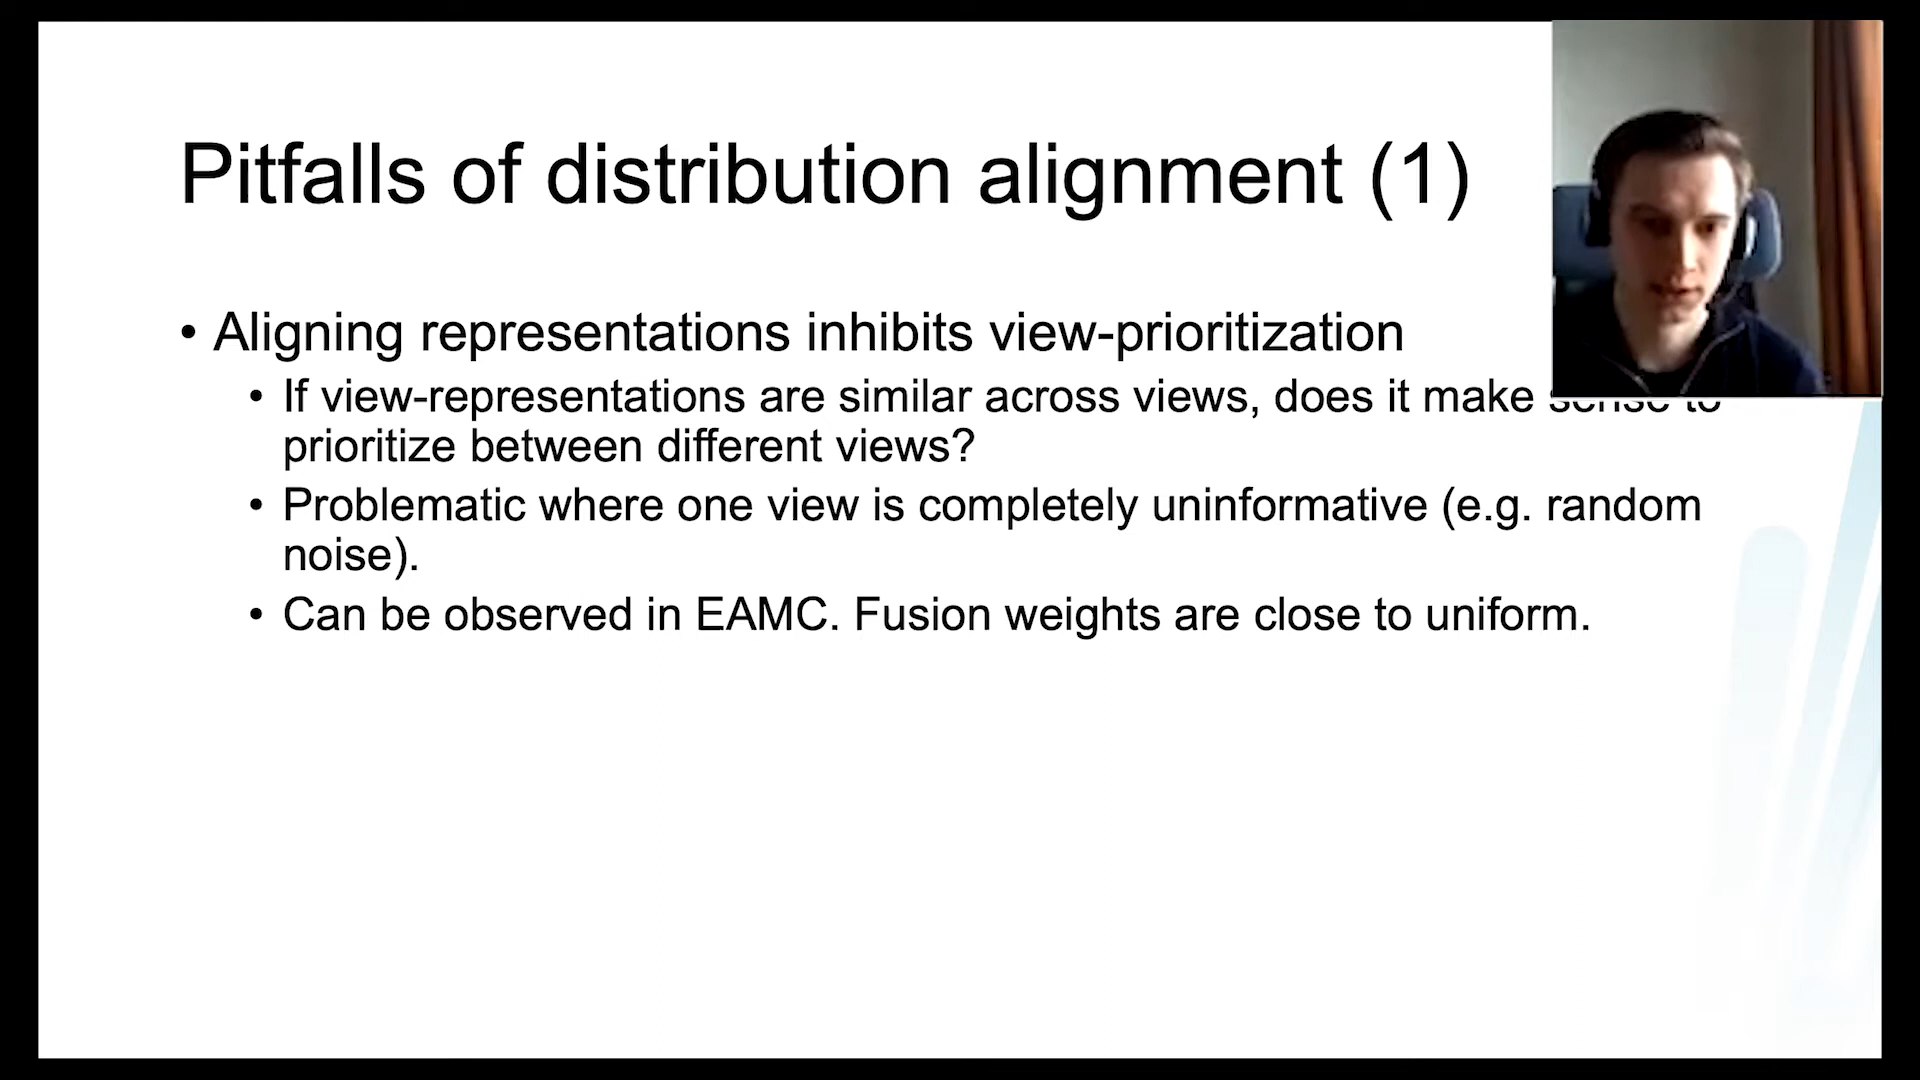 Pitfalls of distribution alignment (1)
• Aligning representations inhibits view-prioritization
• If view-representations are similar across views, does it make sense to
prioritize between different views?
• Problematic where one view is completely uninformative (e.g. random
noise).
• Can be observed in EAMC. Fusion weights are close to uniform.